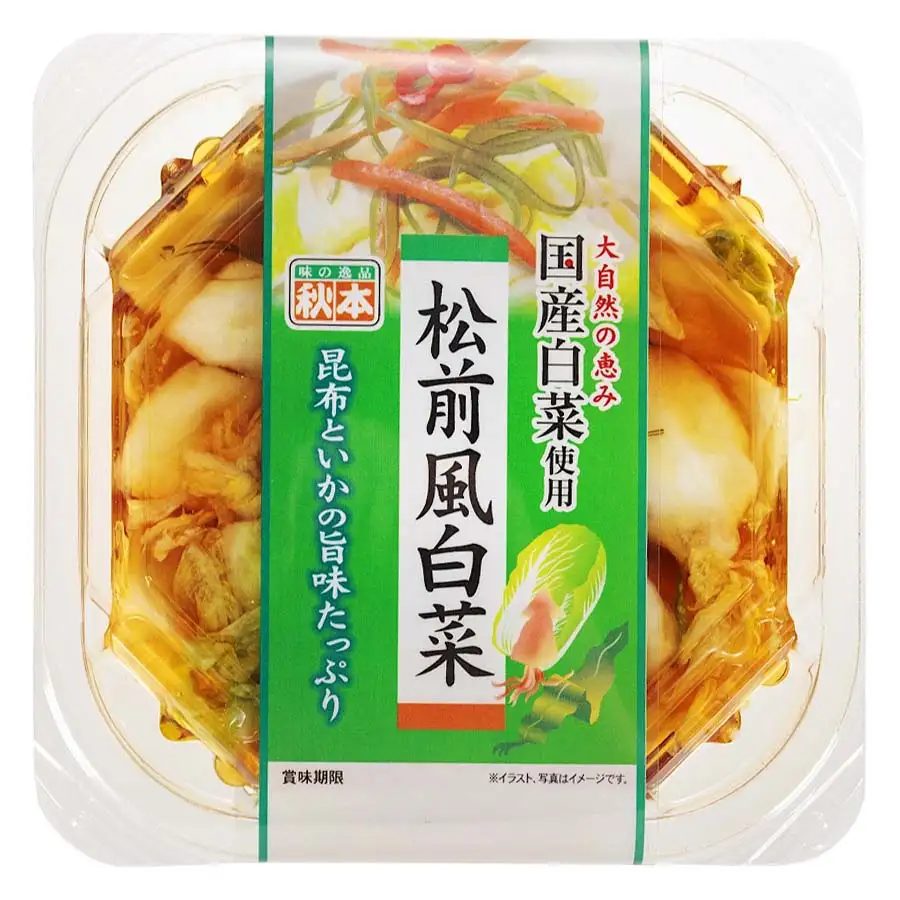 大自然の恵み
国産白菜使用
味の逸品
秋本
松前風白菜
昆布といかの旨味たっぷり
賞味期限
※イラスト、写真はイメージです。